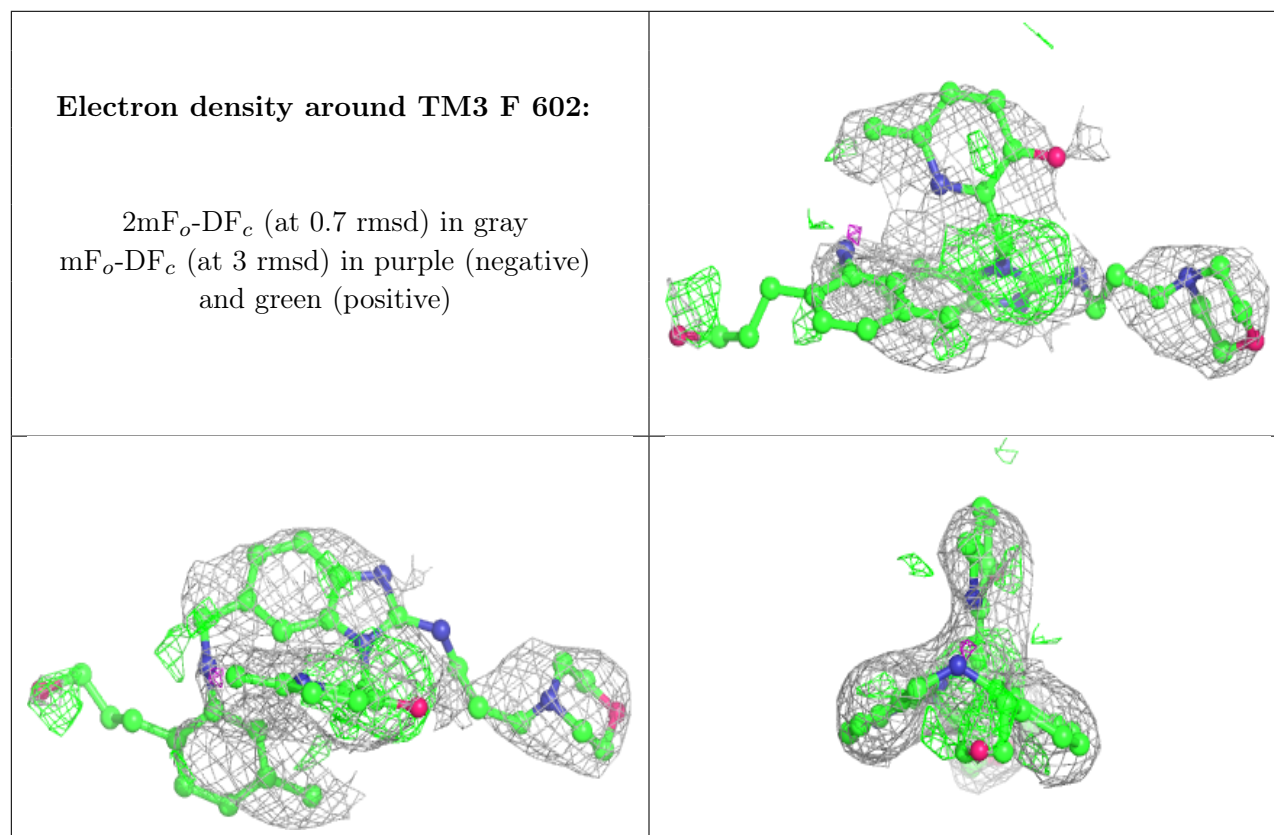 Electron density around TM3 F 602:
2mFₒ-DF𝒸 (at 0.7 rmsd) in gray
mFₒ-DF𝒸 (at 3 rmsd) in purple (negative)
and green (positive)